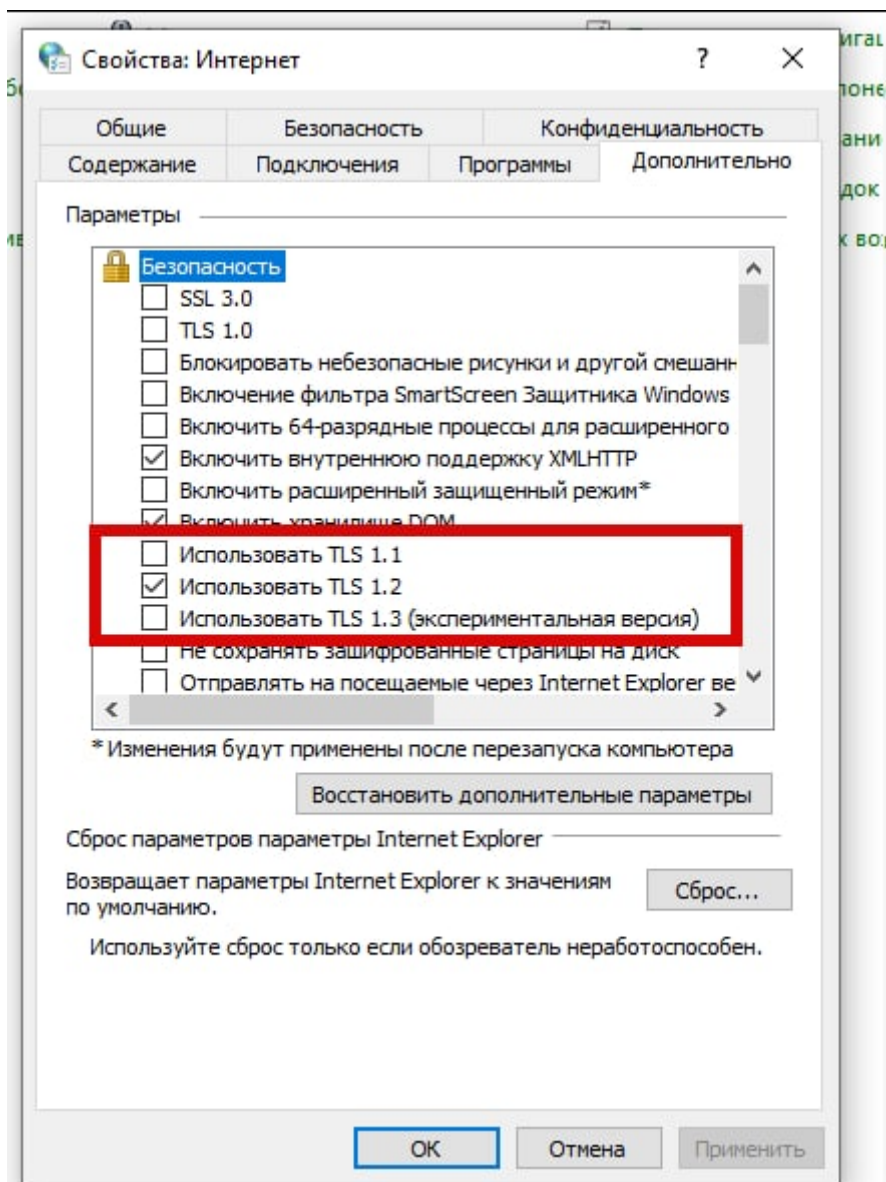 Свойства: Интернет
?
Общие
Безопасность
Конфиденциальность
Содержание
Подключения
Программы
Дополнительно
Параметры
Безопасность
SSL 3.0
TLS 1.0
Блокировать небезопасные рисунки и другой смешанн
Включение фильтра SmartScreen Защитника Windows
Включить 64-разрядные процессы для расширенного
Включить внутреннюю поддержку XMLHTTP
Включить расширенный защищенный режим*
Включить хранилище DOM
Использовать TLS 1.1
Использовать TLS 1.2
Использовать TLS 1.3 (экспериментальная версия)
Не сохранять зашифрованные страницы на диск
Отправлять на посещаемые через Internet Explorer ве
* Изменения будут применены после перезапуска компьютера
Восстановить дополнительные параметры
Сброс параметров параметры Internet Explorer
Возвращает параметры Internet Explorer к значениям
по умолчанию.
Сброс...
Используйте сброс только если обозреватель неработоспособен.
ОК
Отмена
Применить